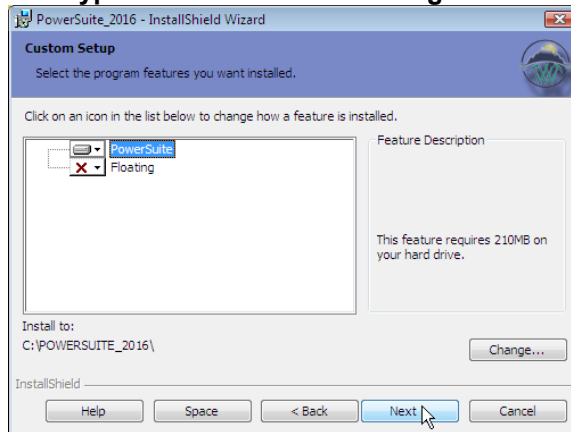 PowerSuite_2016 - InstallShield Wizard
Custom Setup
Select the program features you want installed.
Click on an icon in the list below to change how a feature is installed.
PowerSuite
Floating
Feature Description
This feature requires 210MB on
your hard drive.
Install to:
C:\POWERSUITE_2016\
Change...
InstallShield
Help
Space
< Back
Next
Cancel